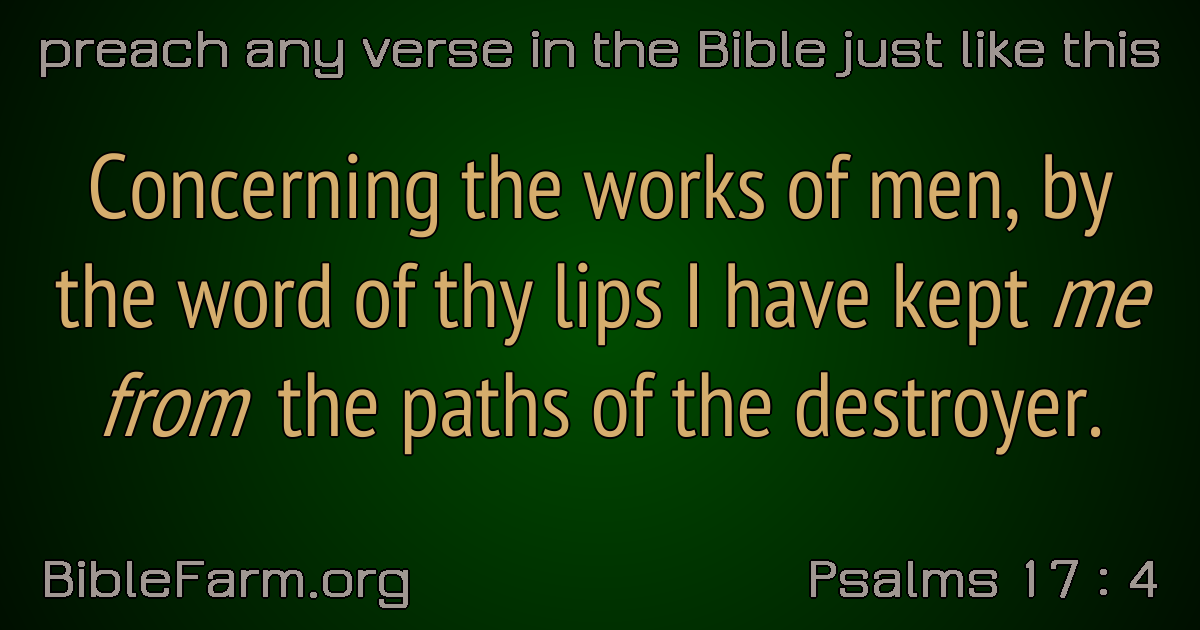 preach any verse in the Bible just like this
Concerning the works of men, by
the word of thy lips I have kept me
from the paths of the destroyer.
BibleFarm.org
Psalms 17 : 4